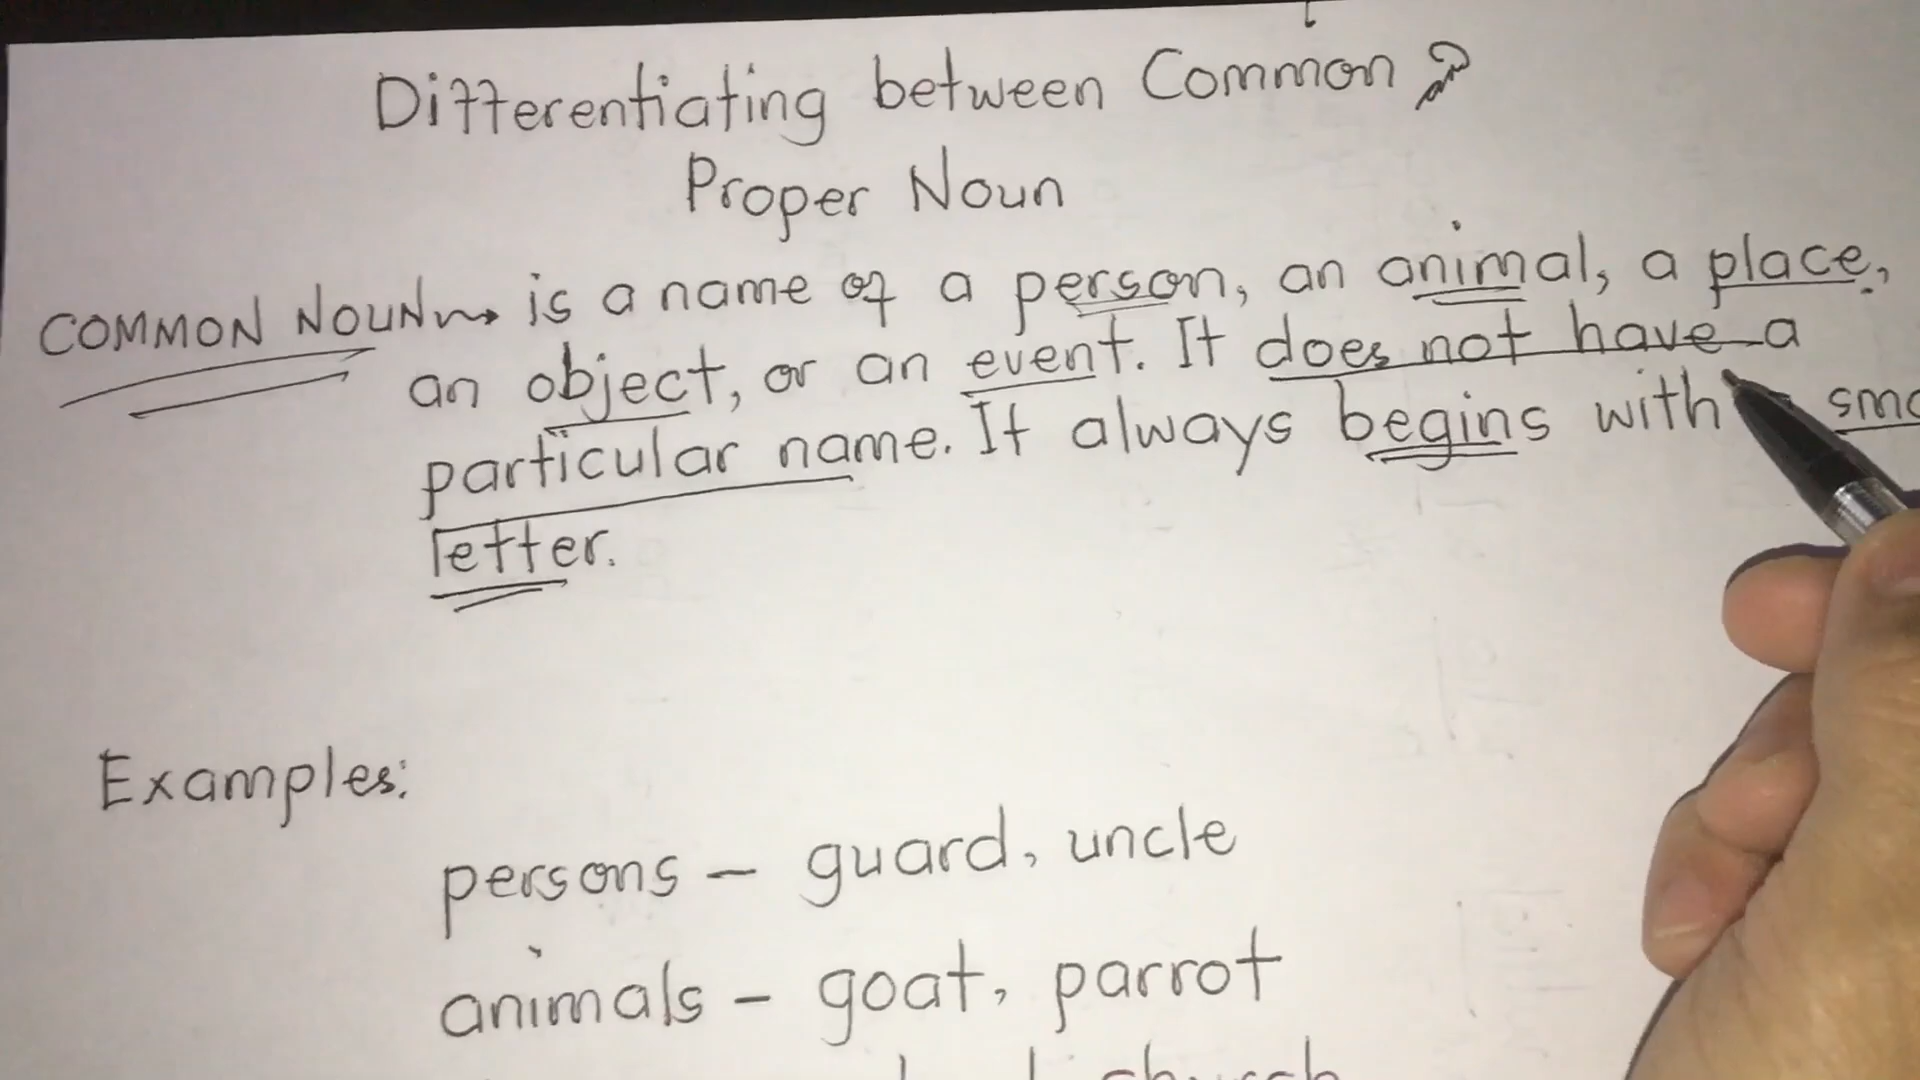 Differentiating between Common &
Proper Noun
COMMON NOUN → is a name of a person, an animal, a place,
an object, or an event. It does not have a
particular name. It always begins with
letter.
Examples:
persons – guard, uncle
animals – goat, parrot
church